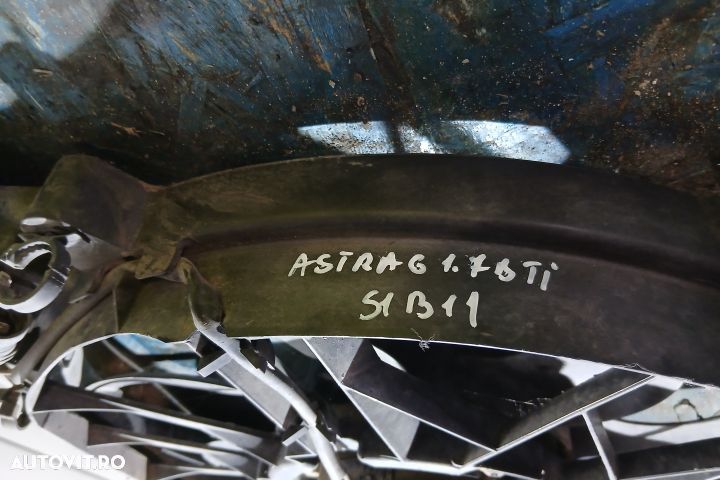 ASTRA G 1.7 DTi
S1 B11
AUTOVIT.RO